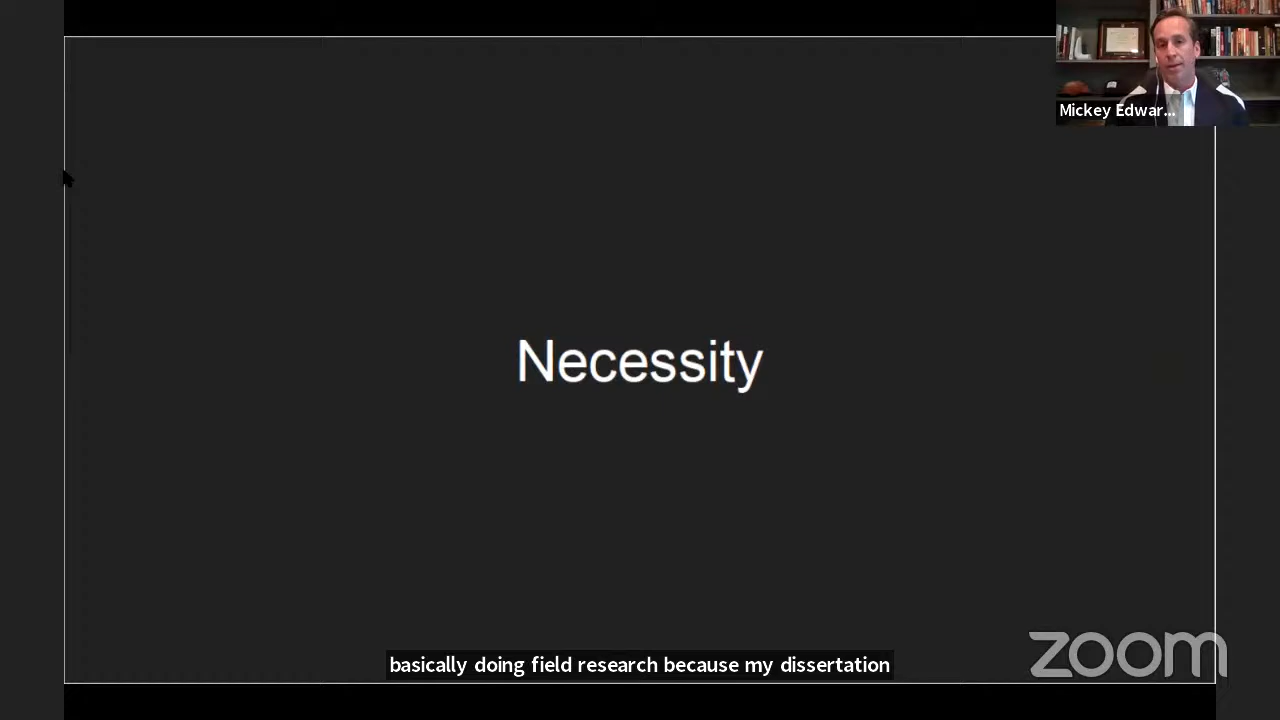 Mickey Edwar...
Necessity
basically doing field research because my dissertation
zoom